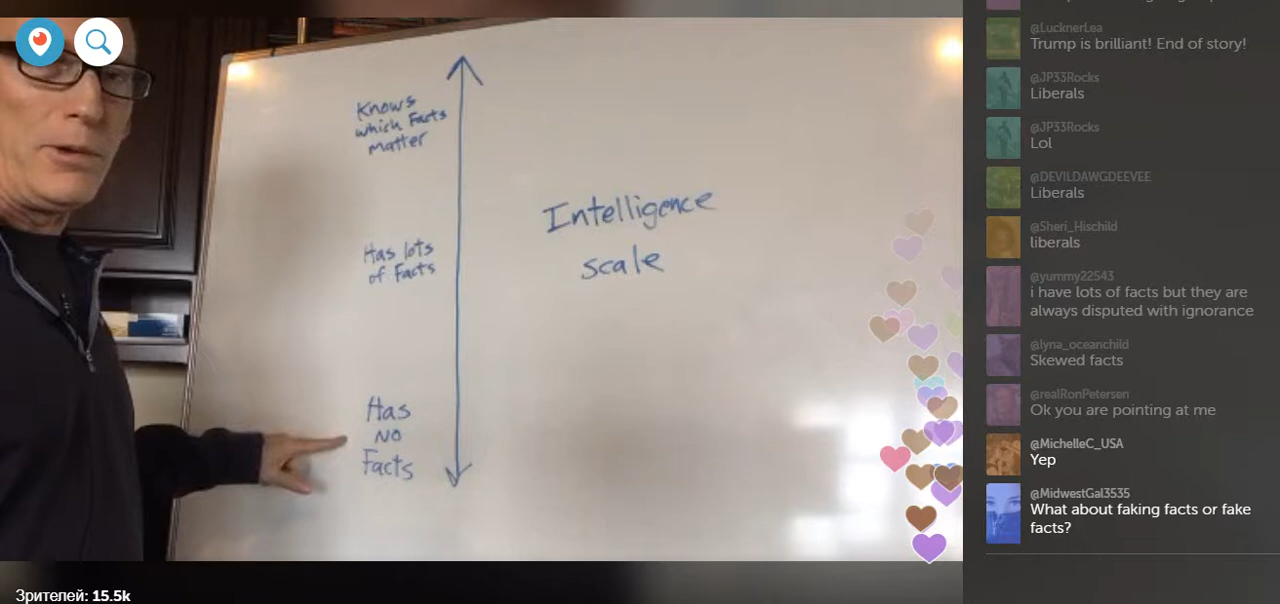 Knows
which Facts
matter
Has lots
of Facts
Has
No
Facts
Intelligence
scale
@LucknerLea
Trump is brilliant! End of story!
@JP33Rocks
Liberals
@JP33Rocks
Lol
@DEVILDAWGDEEVEE
Liberals
@Sheri_Hischild
liberals
@yummy22543
i have lots of facts but they are
always disputed with ignorance
@lyna_oceanchild
Skewed facts
@realRonPetersen
Ok you are pointing at me
@MichelleC_USA
Yep
@MidwestGal3535
What about faking facts or fake
facts?
Зрителей: 15.5k